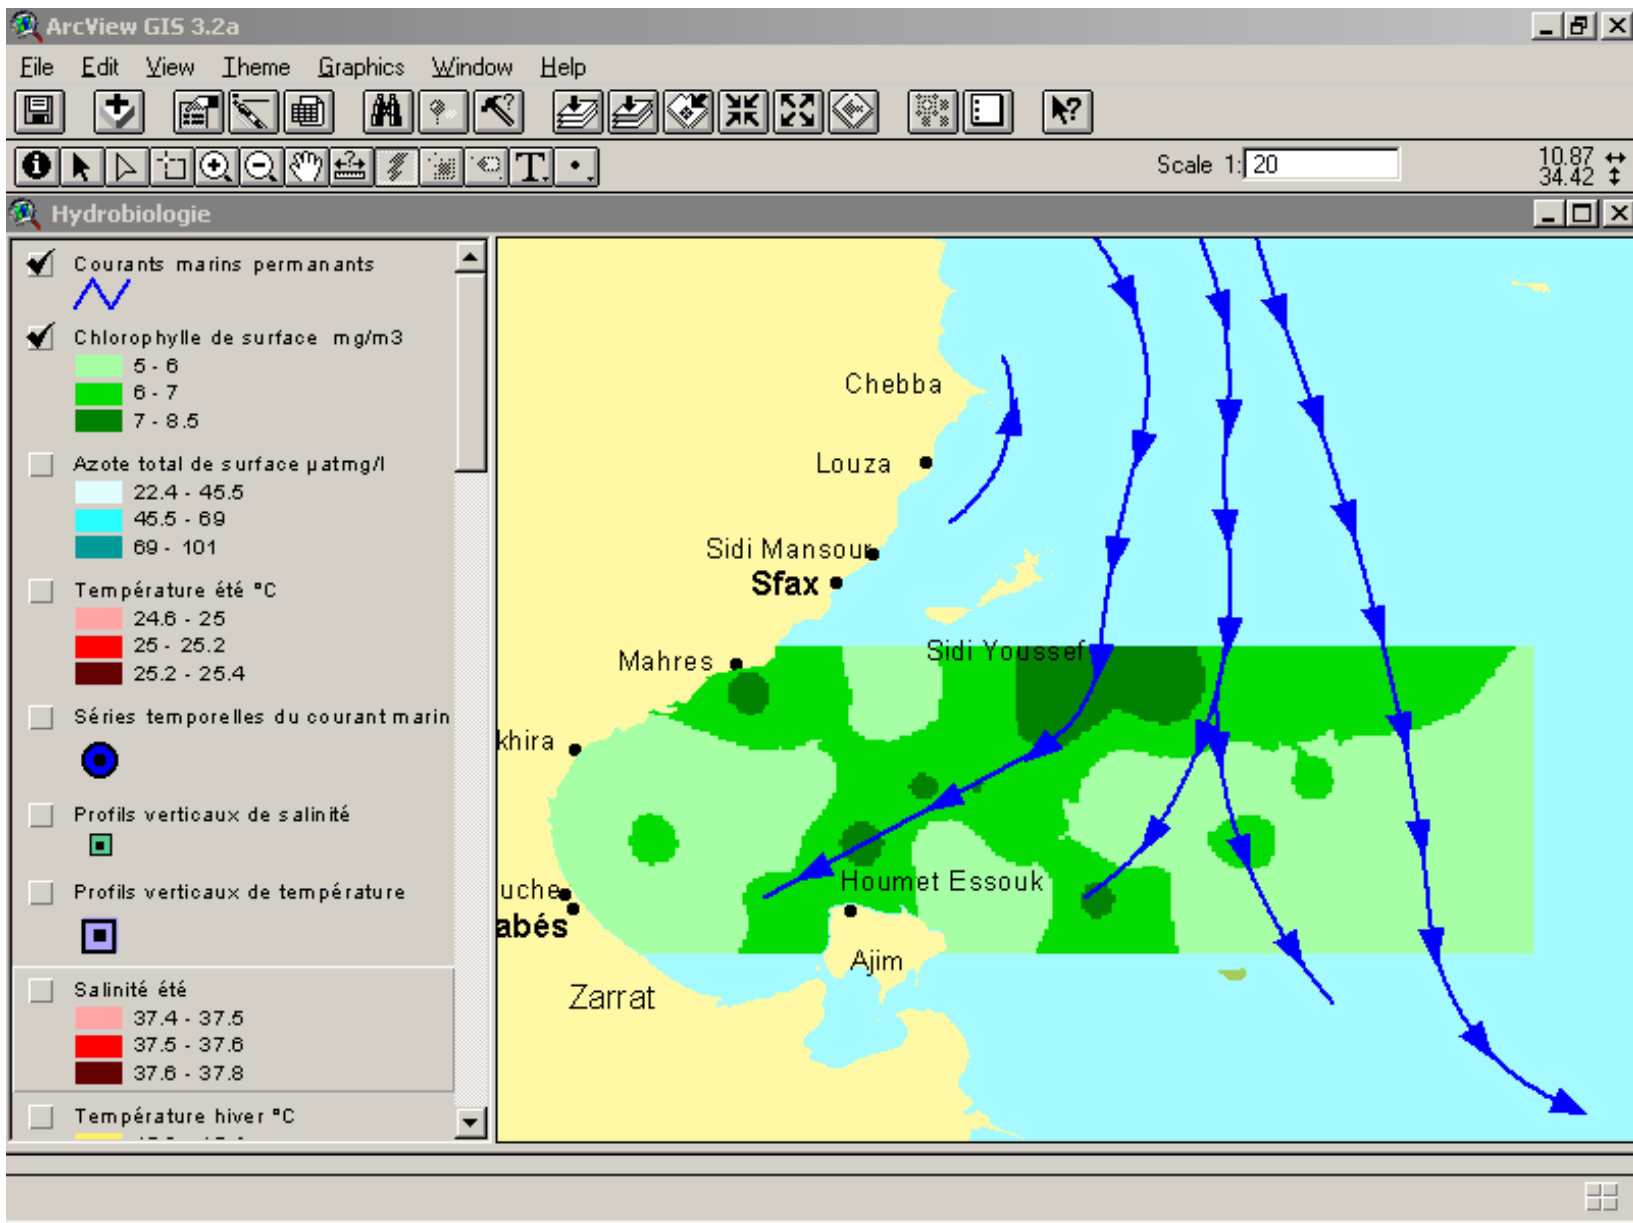 ArcView GIS 3.2a
File Edit View Theme Graphics Window Help
Scale 1: 20
10.87
34.42
Hydrobiologie
Courants marins permanants
Chlorophylle de surface mg/m3
5 - 6
6 - 7
7 - 8.5
Azote total de surface µatmg/l
22.4 - 45.5
45.5 - 69
69 - 101
Température été °C
24.6 - 25
25 - 25.2
25.2 - 25.4
Séries temporelles du courant marin
Profils verticaux de salinité
Profils verticaux de température
Salinité été
37.4 - 37.5
37.5 - 37.6
37.6 - 37.8
Température hiver °C
Chebba
Louza
Sidi Mansour
Sfax
Sidi Youssef
Mahres
khira
Houmet Essouk
uche
abés
Ajim
Zarrat